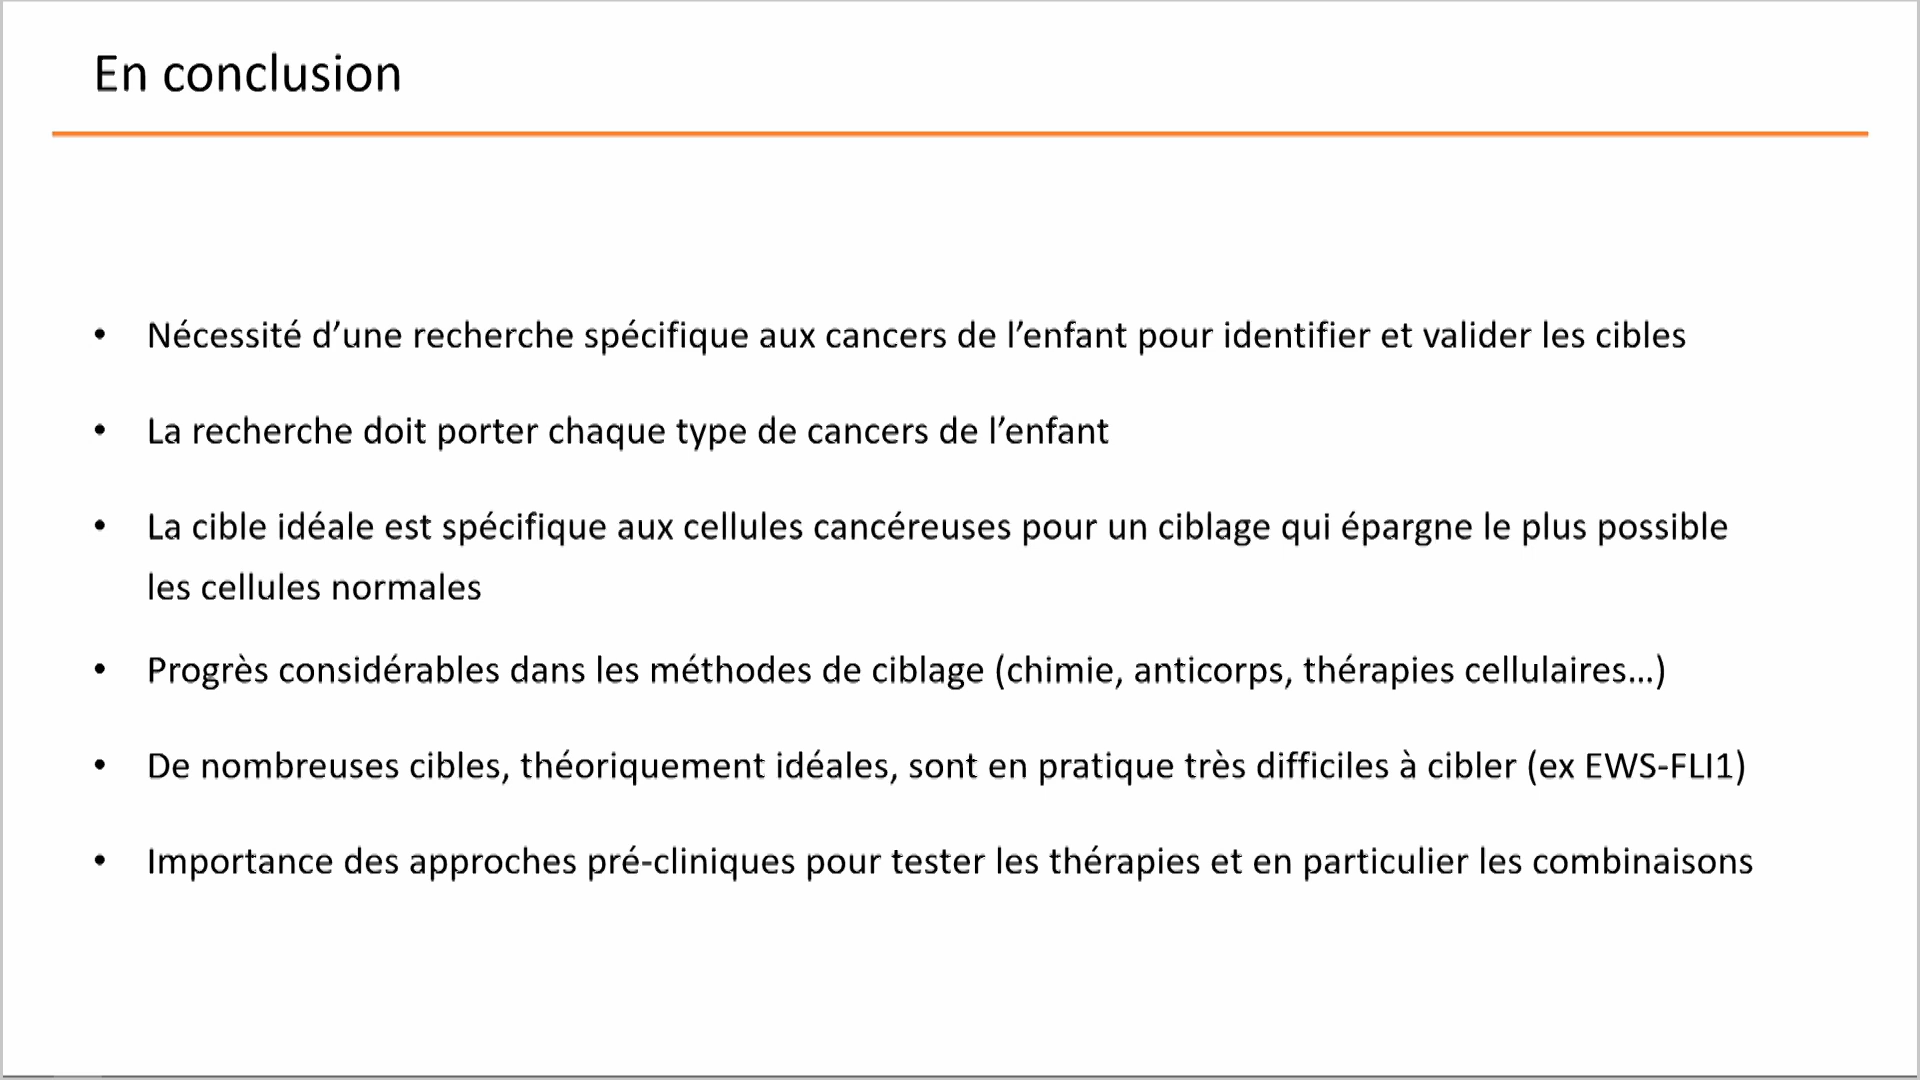 En conclusion
• Nécessité d’une recherche spécifique aux cancers de l’enfant pour identifier et valider les cibles
• La recherche doit porter chaque type de cancers de l’enfant
• La cible idéale est spécifique aux cellules cancéreuses pour un ciblage qui épargne le plus possible
les cellules normales
• Progrès considérables dans les méthodes de ciblage (chimie, anticorps, thérapies cellulaires…)
• De nombreuses cibles, théoriquement idéales, sont en pratique très difficiles à cibler (ex EWS-FLI1)
• Importance des approches pré-cliniques pour tester les thérapies et en particulier les combinaisons